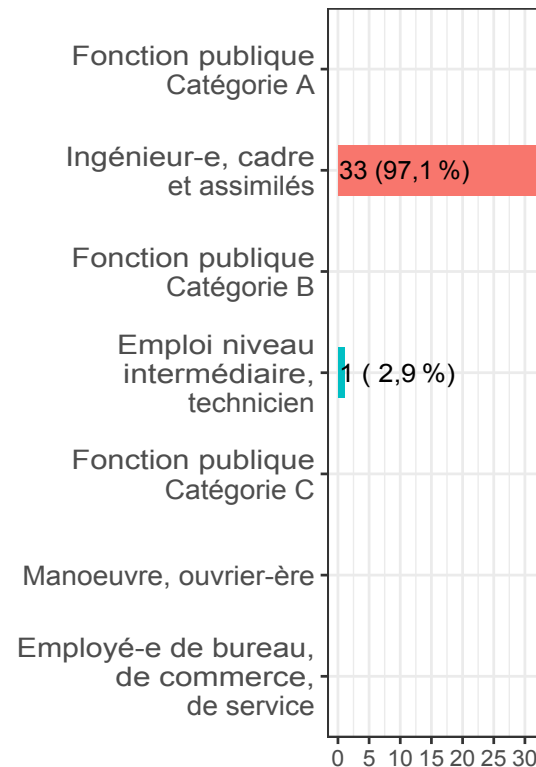 Fonction publique
Catégorie A
Ingénieur-e, cadre
et assimilés
33 (97,1 %)
Fonction publique
Catégorie B
Emploi niveau
intermédiaire,
technicien
1 ( 2,9 %)
Fonction publique
Catégorie C
Manoeuvre, ouvrier-ère
Employé-e de bureau,
de commerce,
de service
0 5 10 15 20 25 30